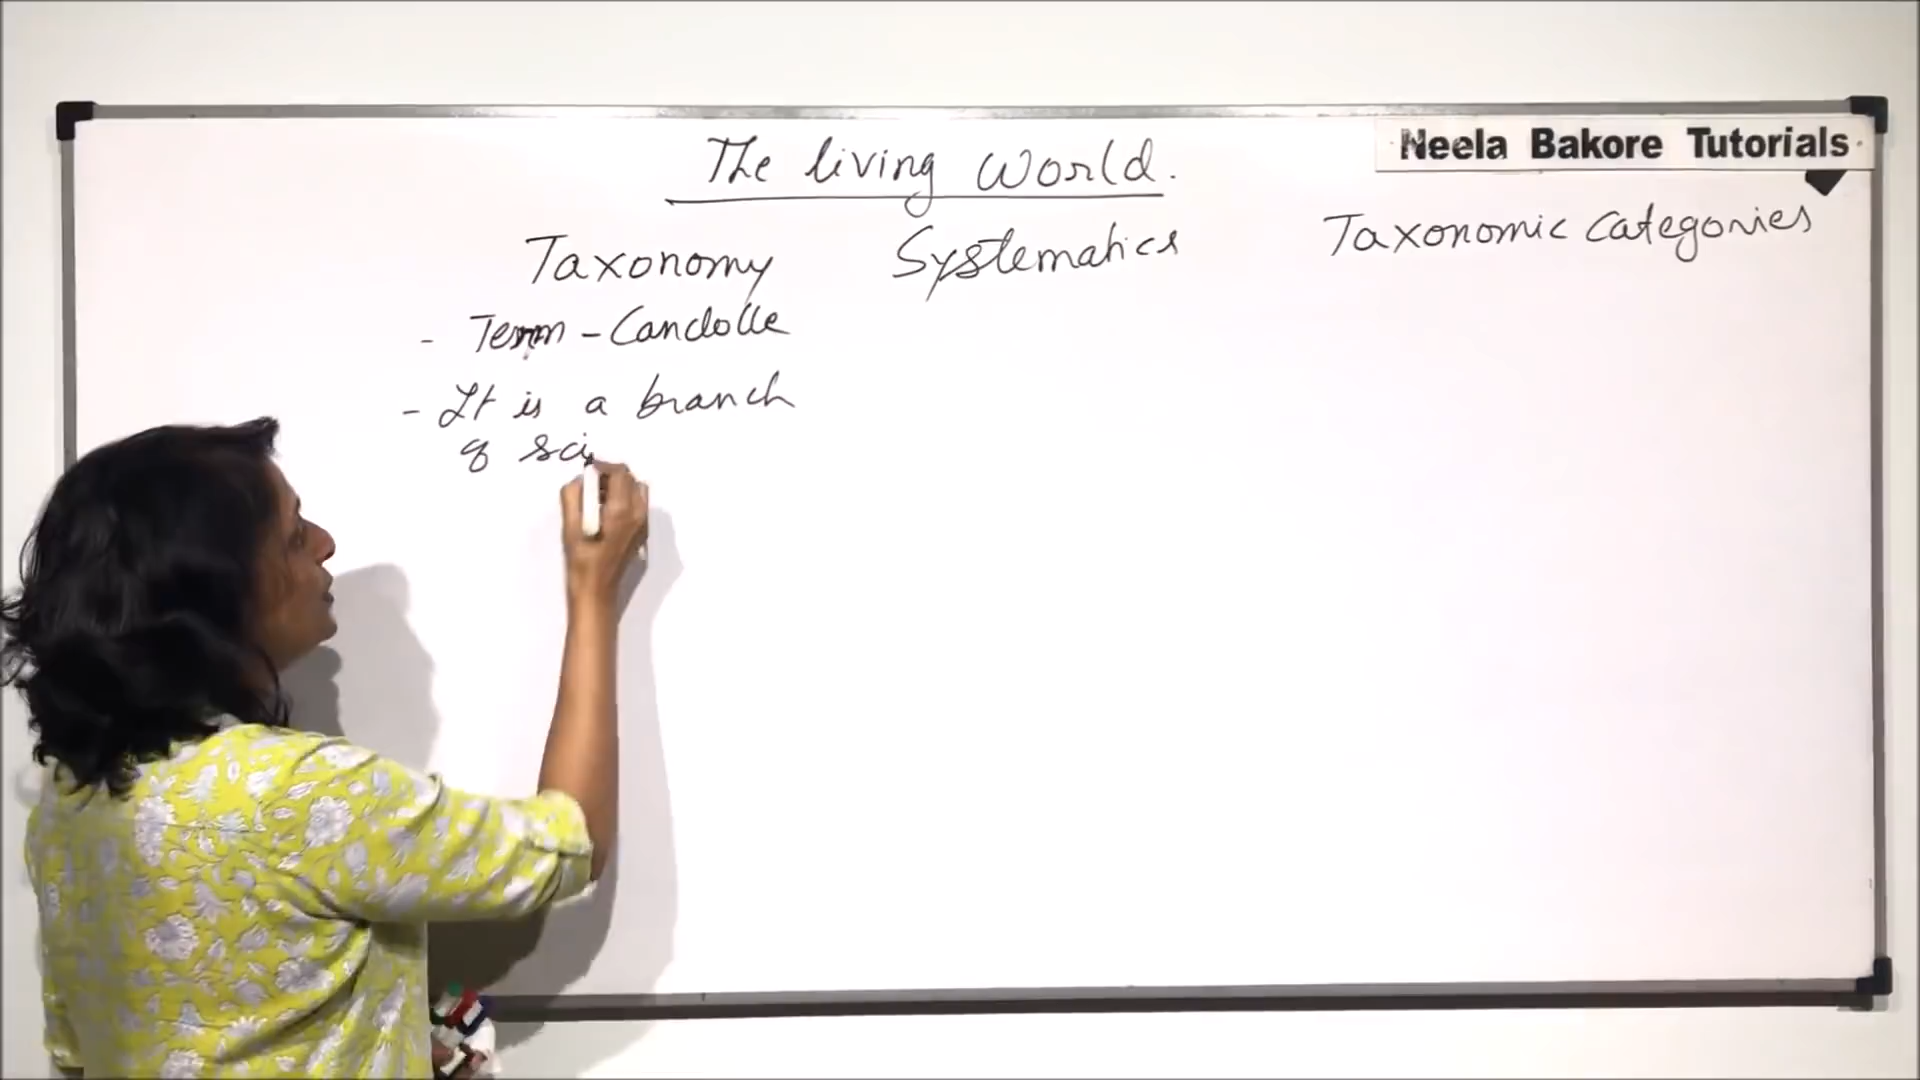 Neela Bakore Tutorials
The living World.
Taxonomy Systematics Taxonomic Categories
- Term - Candolle
- It is a branch
of sci